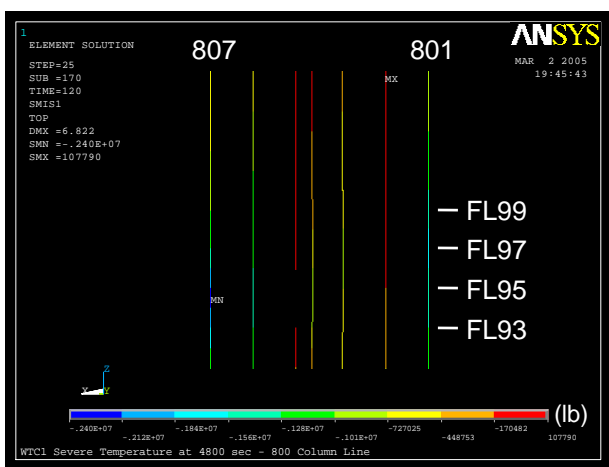 1
ANSYS
ELEMENT SOLUTION
807
801
MAR 2 2005
19:45:43
STEP=25
SUB =170
TIME=120
SMIS1
TOP
DMX =6.822
SMN =-.240E+07
SMX =107790
MX
FL99
FL97
FL95
MN
FL93
Z
X Y
(lb)
-.240E+07 -.184E+07 -.128E+07 -727025 -170482
-.212E+07 -.156E+07 -.101E+07 -448753 107790
WTC1 Severe Temperature at 4800 sec - 800 Column Line